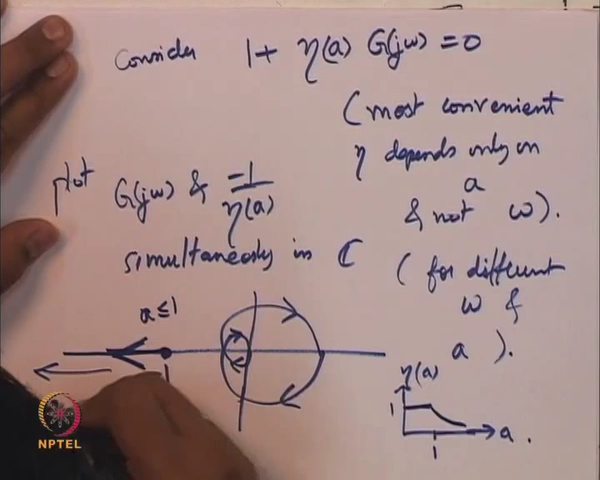 Consider 1 + η(a) G(jω) = 0
(most convenient
η depends only on
a
& not ω).
plot G(jω) & -1/η(a)
simultaneously in ℂ
(for different
ω &
a ).
a ≤ 1
η(a)
1
a .
1
NPTEL